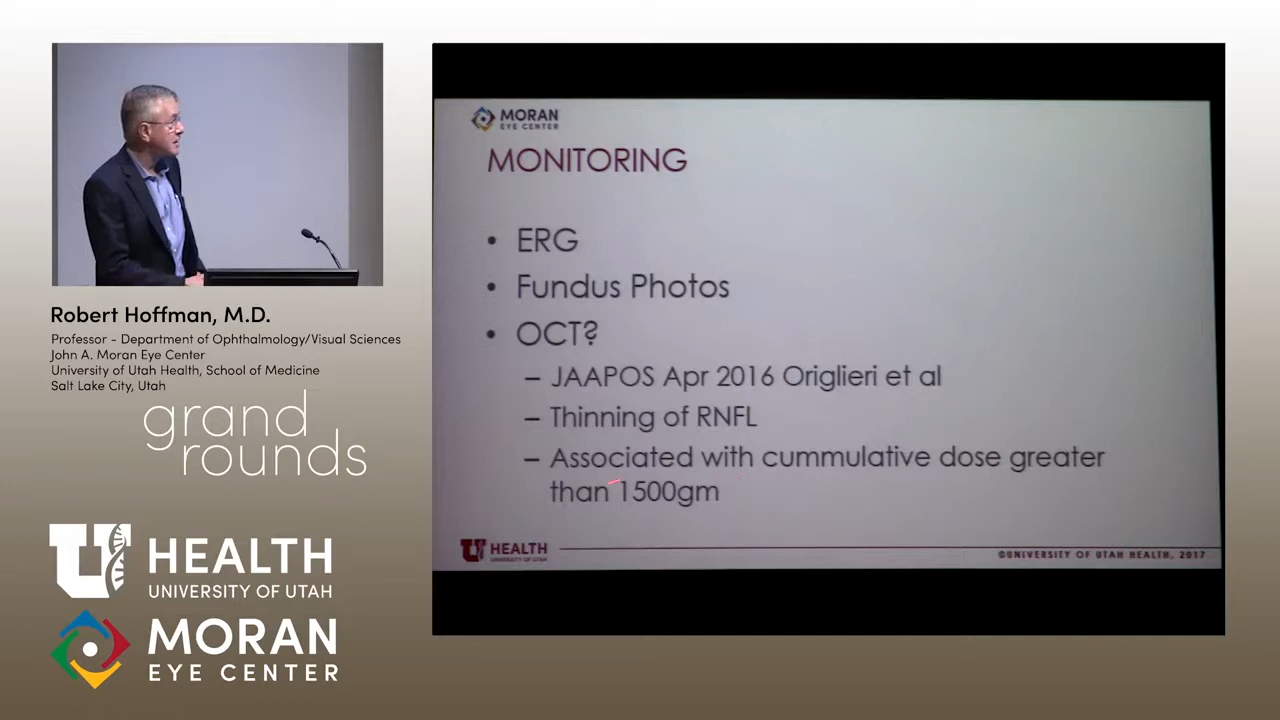 MORAN
EYE CENTER
MONITORING
• ERG
• Fundus Photos
• OCT?
– JAAPOS Apr 2016 Origlieri et al
– Thinning of RNFL
– Associated with cummulative dose greater
than 1500gm
U HEALTH
UNIVERSITY OF UTAH
©UNIVERSITY OF UTAH HEALTH, 2017
Robert Hoffman, M.D.
Professor - Department of Ophthalmology/Visual Sciences
John A. Moran Eye Center
University of Utah Health, School of Medicine
Salt Lake City, Utah
grand
rounds
U HEALTH
UNIVERSITY OF UTAH
MORAN
EYE CENTER